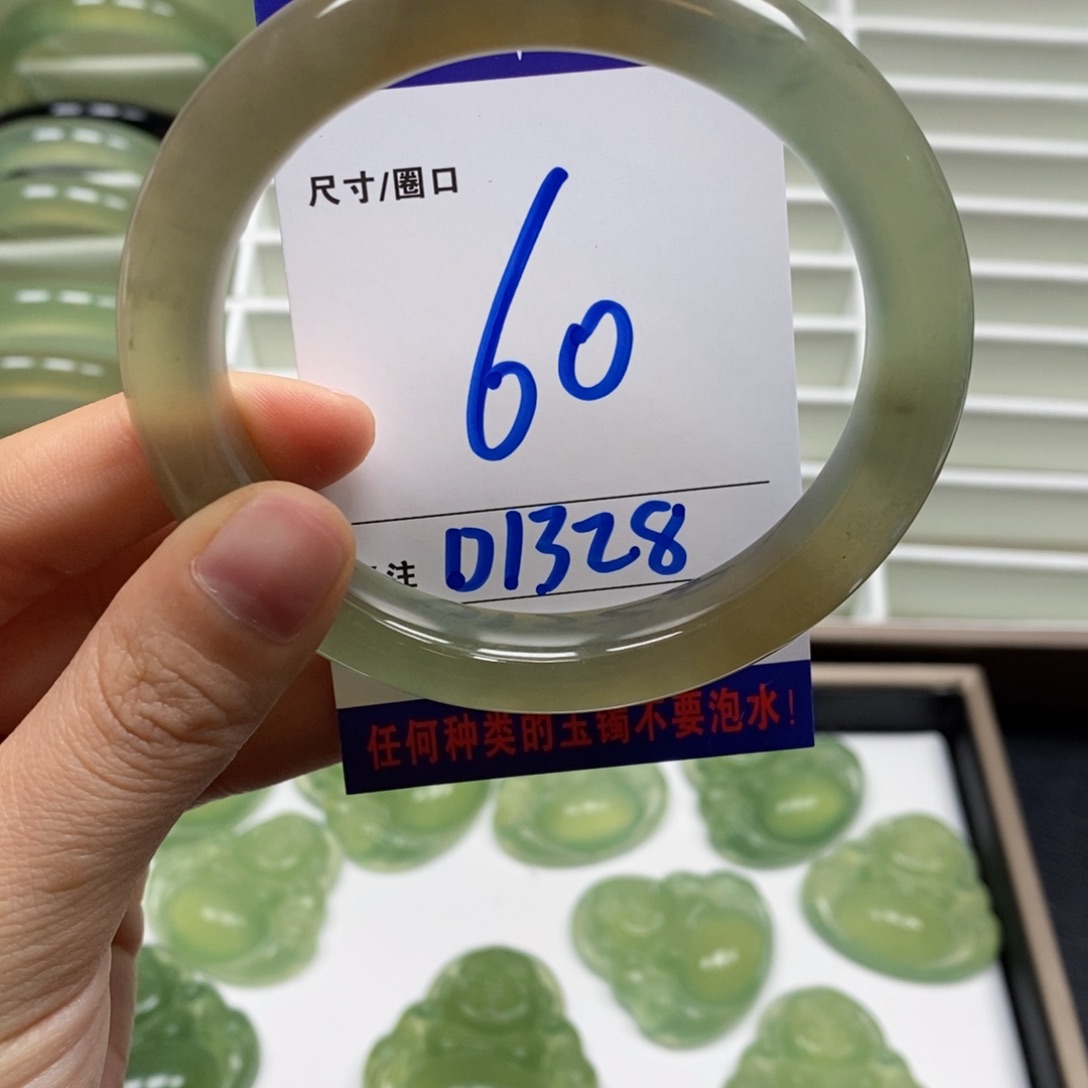 尺寸/圈口
60
注 D1328
任何种类的玉镯不要泡水!